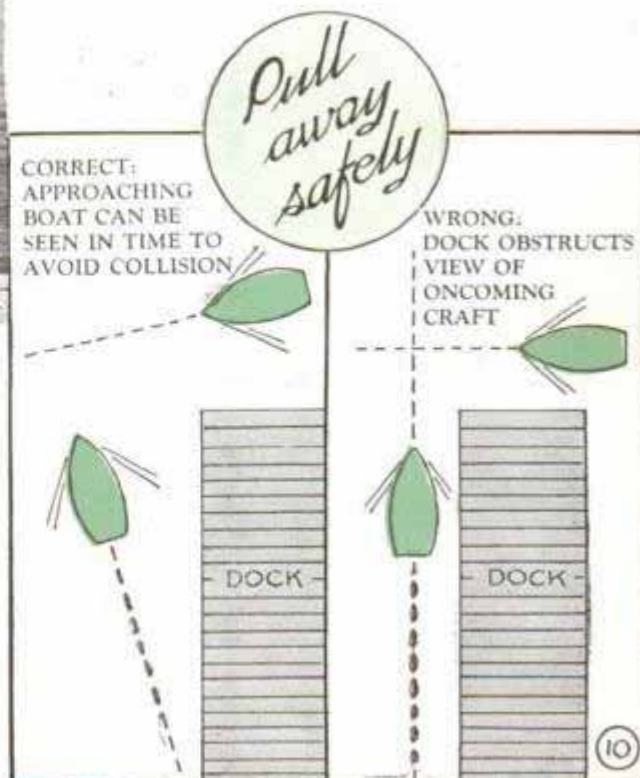 Pull
away
safely
CORRECT:
APPROACHING
BOAT CAN BE
SEEN IN TIME TO
AVOID COLLISION
WRONG:
DOCK OBSTRUCTS
VIEW OF
ONCOMING
CRAFT
DOCK
DOCK
10